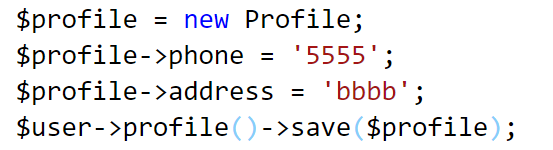 $profile = new Profile;
$profile->phone = '5555';
$profile->address = 'bbbb';
$user->profile()->save($profile);